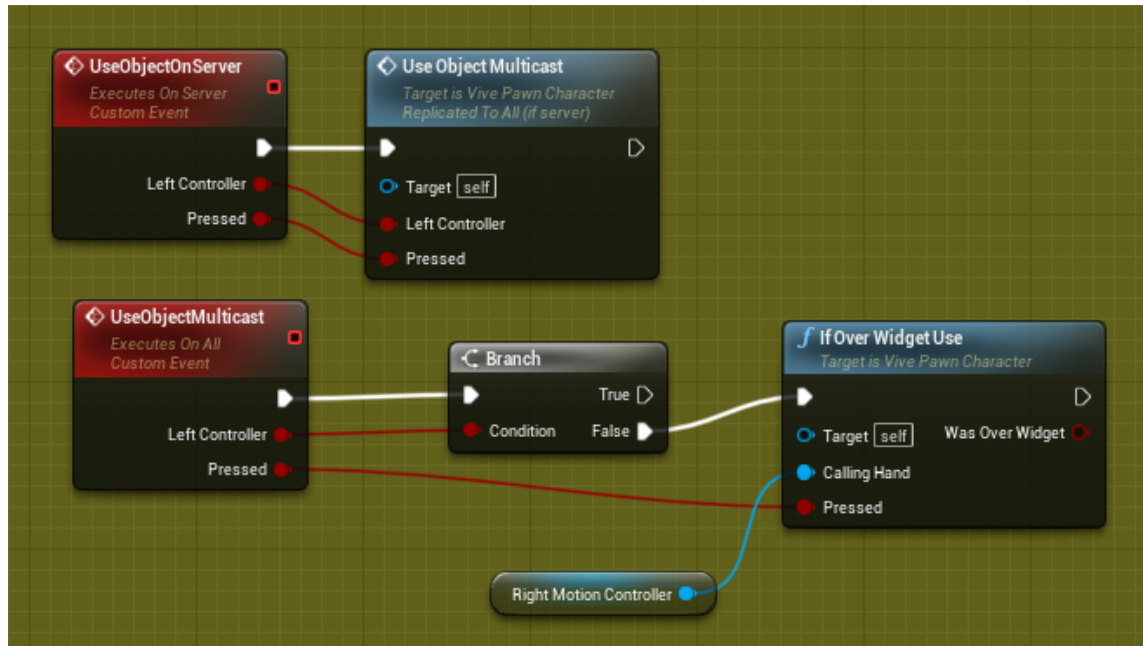 UseObjectOnServer
Executes On Server
Custom Event
Left Controller
Pressed
Use Object Multicast
Target is Vive Pawn Character
Replicated To All (if server)
Target self
Left Controller
Pressed
UseObjectMulticast
Executes On All
Custom Event
Left Controller
Pressed
Branch
True
Condition False
If Over Widget Use
Target is Vive Pawn Character
Target self Was Over Widget
Calling Hand
Pressed
Right Motion Controller